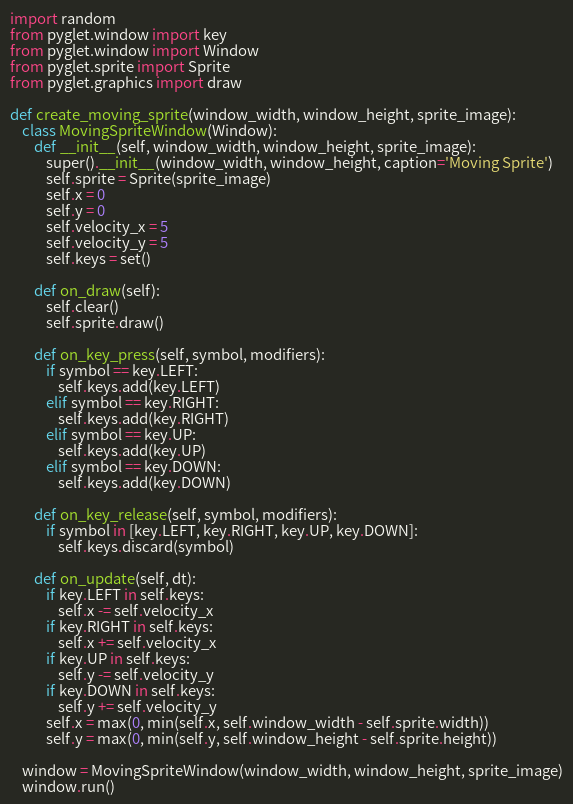 import random
from pyglet.window import key
from pyglet.window import Window
from pyglet.sprite import Sprite
from pyglet.graphics import draw

def create_moving_sprite(window_width, window_height, sprite_image):
    class MovingSpriteWindow(Window):
        def __init__(self, window_width, window_height, sprite_image):
            super().__init__(window_width, window_height, caption='Moving Sprite')
            self.sprite = Sprite(sprite_image)
            self.x = 0
            self.y = 0
            self.velocity_x = 5
            self.velocity_y = 5
            self.keys = set()

        def on_draw(self):
            self.clear()
            self.sprite.draw()

        def on_key_press(self, symbol, modifiers):
            if symbol == key.LEFT:
                self.keys.add(key.LEFT)
            elif symbol == key.RIGHT:
                self.keys.add(key.RIGHT)
            elif symbol == key.UP:
                self.keys.add(key.UP)
            elif symbol == key.DOWN:
                self.keys.add(key.DOWN)

        def on_key_release(self, symbol, modifiers):
            if symbol in [key.LEFT, key.RIGHT, key.UP, key.DOWN]:
                self.keys.discard(symbol)

        def on_update(self, dt):
            if key.LEFT in self.keys:
                self.x -= self.velocity_x
            if key.RIGHT in self.keys:
                self.x += self.velocity_x
            if key.UP in self.keys:
                self.y -= self.velocity_y
            if key.DOWN in self.keys:
                self.y += self.velocity_y
            self.x = max(0, min(self.x, self.window_width - self.sprite.width))
            self.y = max(0, min(self.y, self.window_height - self.sprite.height))

    window = MovingSpriteWindow(window_width, window_height, sprite_image)
    window.run()